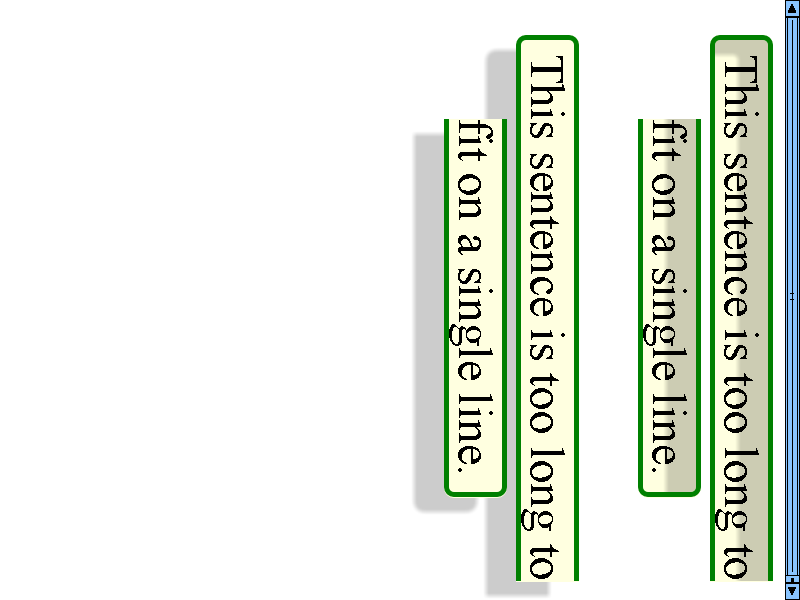 This sentence is too long to
fit on a single line.
This sentence is too long to
fit on a single line.